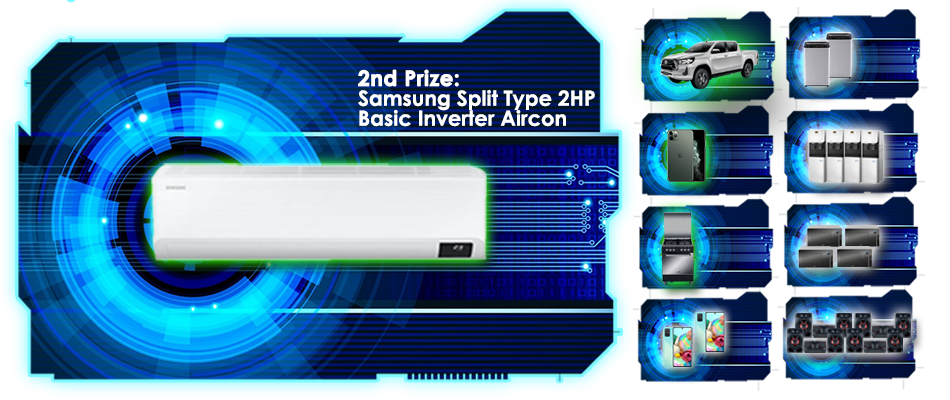 2nd Prize:
Samsung Split Type 2HP
Basic Inverter Aircon
SAMSUNG